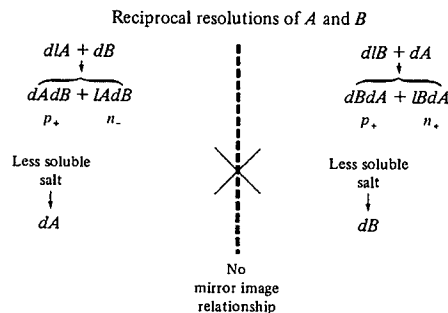 Reciprocal resolutions of A and B
dlA + dB
dAdB + lAdB
p₊ n₋
Less soluble
salt
dA
No
mirror image
relationship
dlB + dA
dBdA + lBdA
p₊ n₊
Less soluble
salt
dB